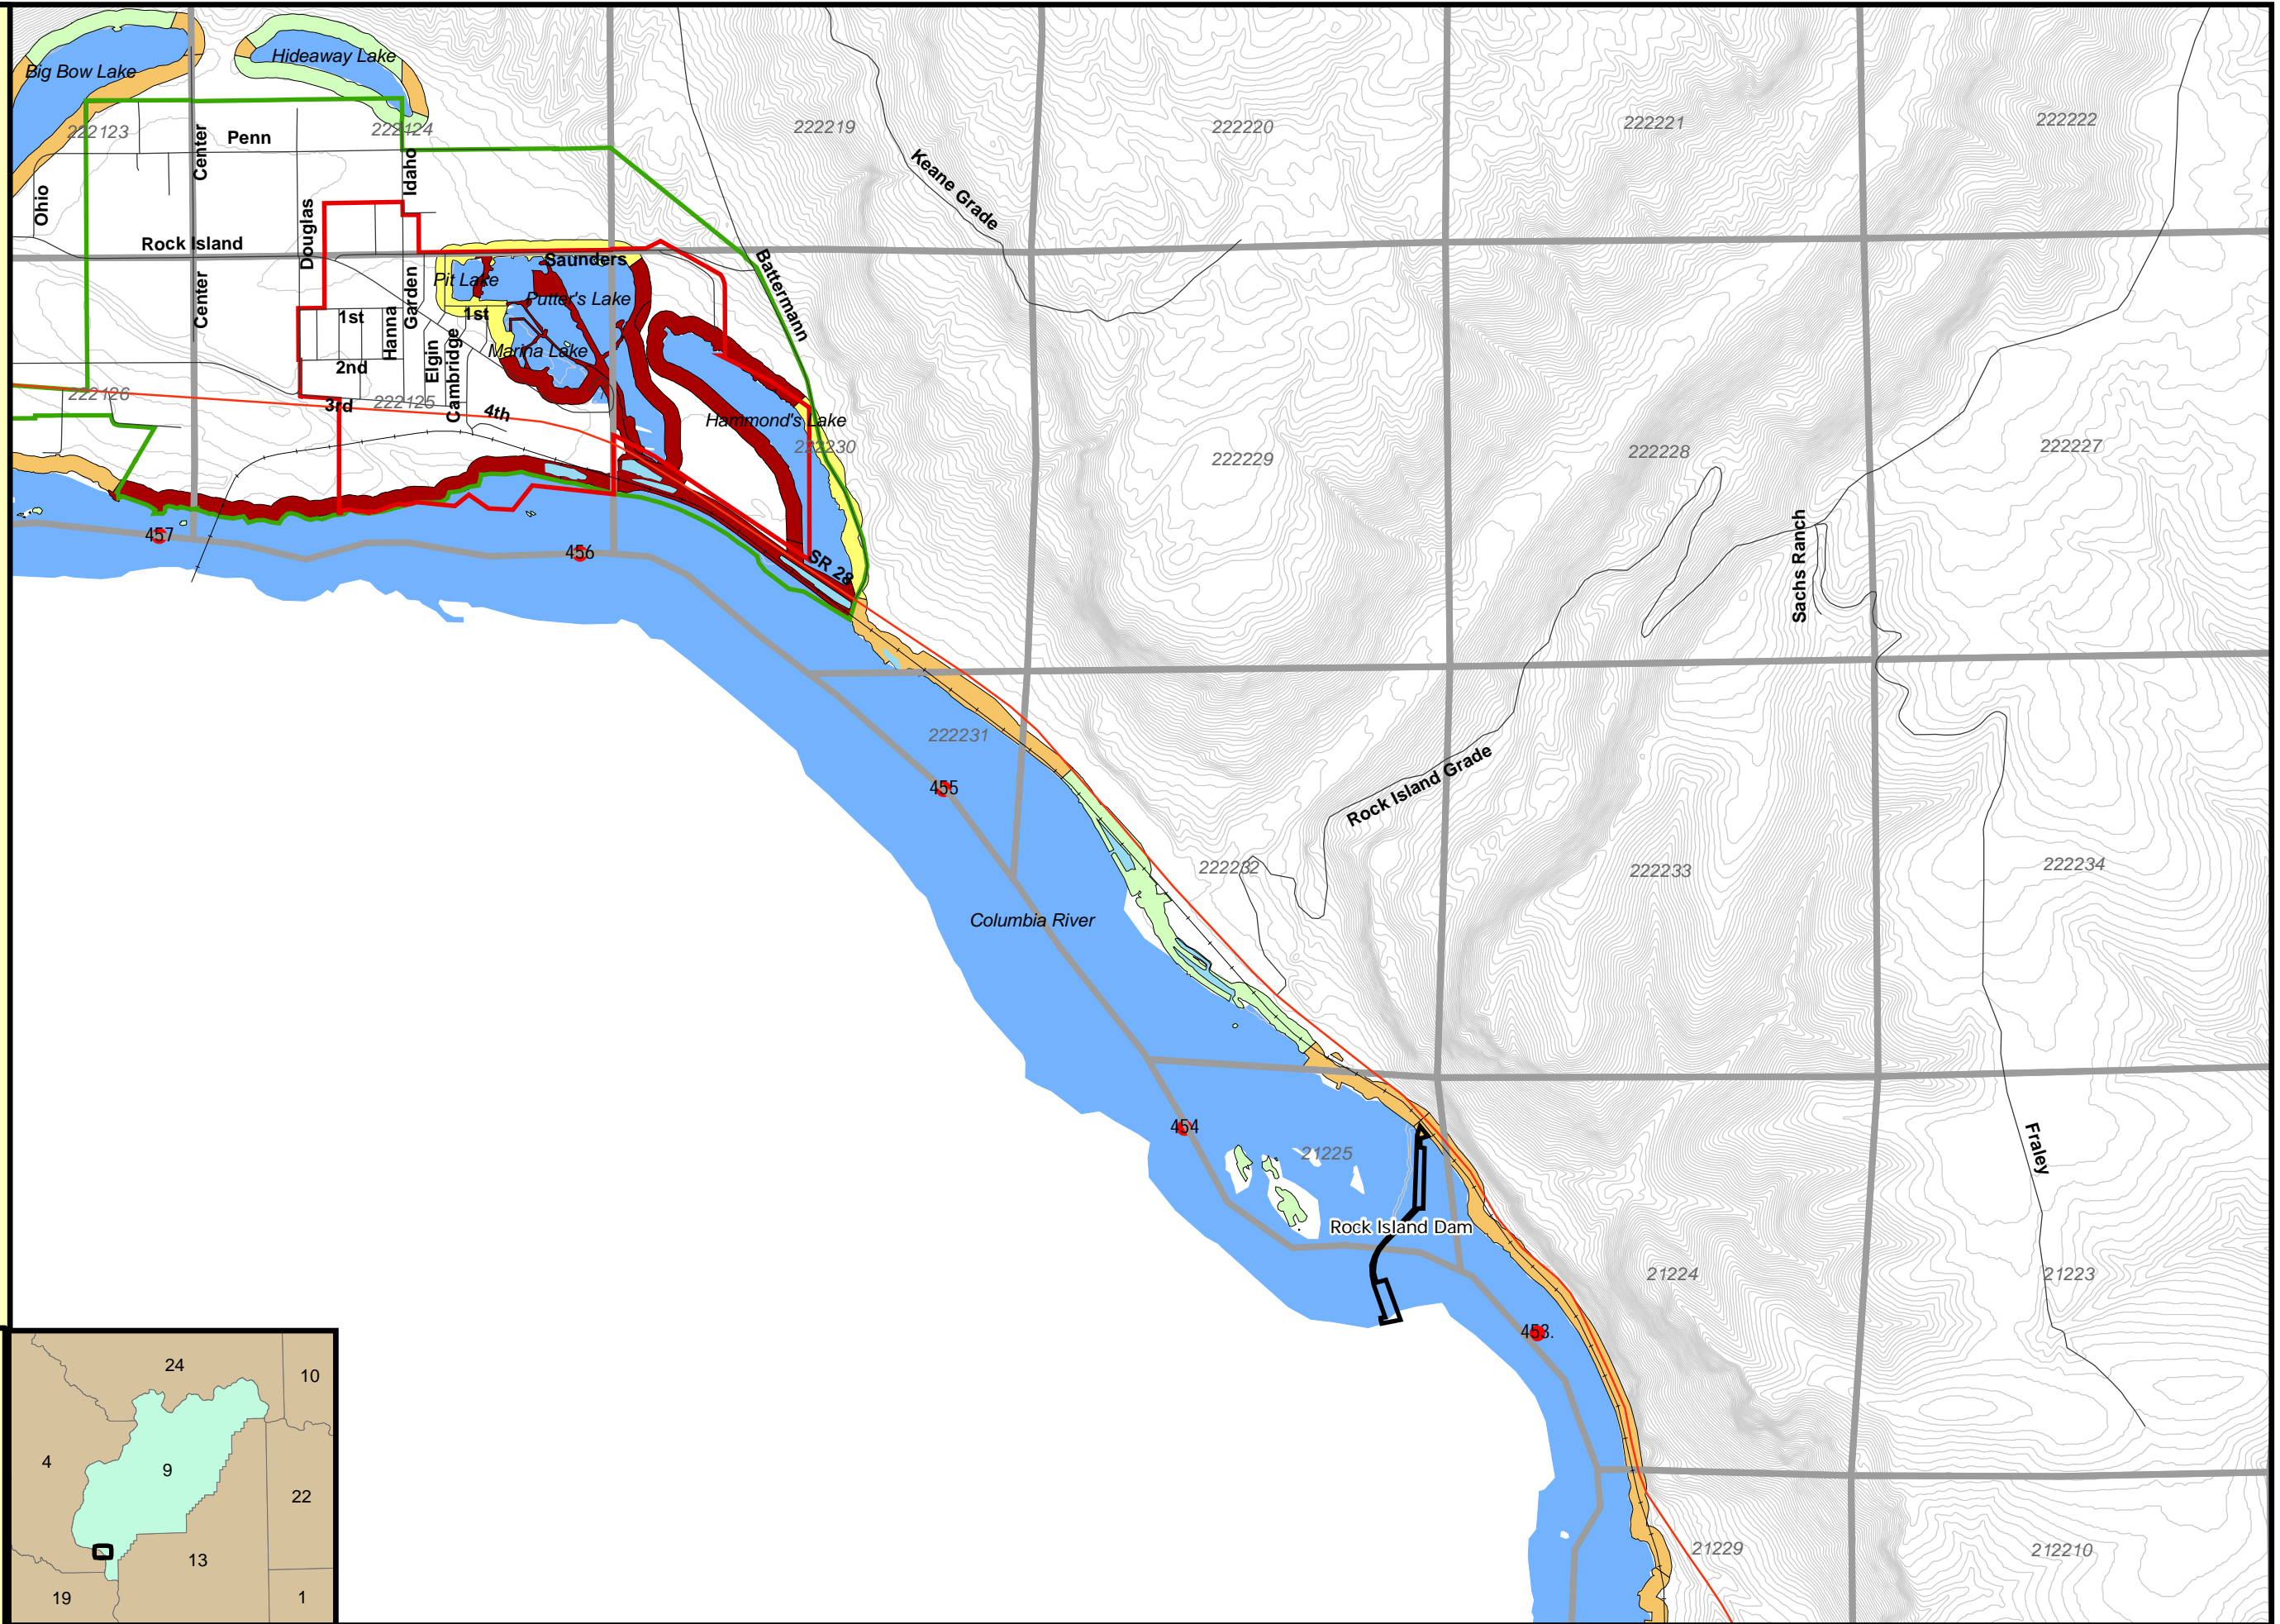 Big Bow Lake
Hideaway Lake
222123
222124
222219
222220
222221
222222
Penn
Center
Idaho
Ohio
Douglas
Keane Grade
Rock Island
Saunders
Battermann
Pit Lake
Putter's Lake
Center
Garden
Hanna
1st
1st
Marina Lake
Elgin
Cambridge
2nd
222126
3rd
222125
4th
Hammond's Lake
222230
222229
222228
222227
457
456
SR 28
Sachs Ranch
222231
455
Rock Island Grade
222232
222233
222234
Columbia River
454
21225
Fraley
Rock Island Dam
21224
21223
453.
24
10
4
9
22
13
19
1
21229
212210